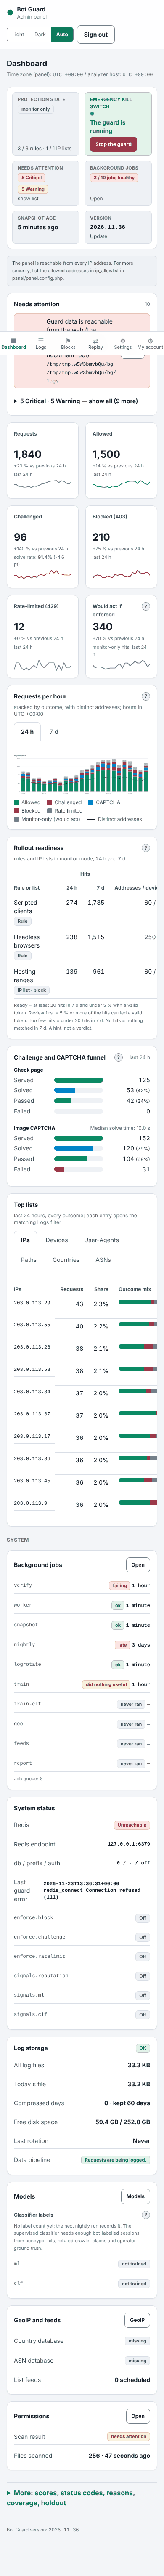 Bot Guard
Admin panel
Light Dark Auto Sign out
Dashboard
Time zone (panel): UTC +00:00 / analyzer host: UTC +00:00
PROTECTION STATE
monitor only
3 / 3 rules · 1 / 1 IP lists
EMERGENCY KILL SWITCH
The guard is running
Stop the guard
NEEDS ATTENTION
5 Critical
5 Warning
show list
BACKGROUND JOBS
3 / 10 jobs healthy
Open
SNAPSHOT AGE
5 minutes ago
VERSION
2026.11.36
Update
The panel is reachable from every IP address. For more security, list the allowed addresses in ip_allowlist in panel/panel.config.php.
Needs attention 10
Guard data is reachable
from the web (the
Dashboard Logs Blocks Replay Settings My account
/tmp/tmp.wSW3bmvbQu/bg/
logs
5 Critical · 5 Warning — show all (9 more)
Requests
1,840
+23 % vs previous 24 h
last 24 h
Allowed
1,500
+14 % vs previous 24 h
last 24 h
Challenged
96
+140 % vs previous 24 h
solve rate: 91.4% (-4.6 pt)
last 24 h
Blocked (403)
210
+75 % vs previous 24 h
last 24 h
Rate-limited (429)
12
+0 % vs previous 24 h
last 24 h
Would act if enforced ?
340
+70 % vs previous 24 h
monitor-only hits, last 24 h
Requests per hour ?
stacked by outcome, with distinct addresses; hours in UTC +00:00
24 h 7 d
Allowed Challenged CAPTCHA
Blocked Rate limited
Monitor-only (would act) Distinct addresses
Rollout readiness ?
rules and IP lists in monitor mode, 24 h and 7 d
Hits
Rule or list 24 h 7 d Addresses / devi
Scripted clients 274 1,785 60 /
Rule
Headless browsers 238 1,515 250
Rule
Hosting ranges 139 961 60 /
IP list · block
Ready = at least 20 hits in 7 d and under 5 % with a valid token. Review first = 5 % or more of the hits carried a valid token. Too few hits = under 20 hits in 7 d. No hits = nothing matched in 7 d. A hint, not a verdict.
Challenge and CAPTCHA funnel ? last 24 h
Check page
Served 125
Solved 53 (42%)
Passed 42 (34%)
Failed 0
Image CAPTCHA Median solve time: 10.0 s
Served 152
Solved 120 (79%)
Passed 104 (68%)
Failed 31
Top lists
last 24 hours, every outcome; each entry opens the matching Logs filter
IPs Devices User-Agents
Paths Countries ASNs
IPs Requests Share Outcome mix
203.0.113.29 43 2.3%
203.0.113.55 40 2.2%
203.0.113.26 38 2.1%
203.0.113.58 38 2.1%
203.0.113.34 37 2.0%
203.0.113.37 37 2.0%
203.0.113.17 36 2.0%
203.0.113.36 36 2.0%
203.0.113.45 36 2.0%
203.0.113.9 36 2.0%
SYSTEM
Background jobs Open
verify failing 1 hour
worker ok 1 minute
snapshot ok 1 minute
nightly late 3 days
logrotate ok 1 minute
train did nothing useful 1 hour
train-clf never ran —
geo never ran —
feeds never ran —
report never ran —
Job queue: 0
System status
Redis Unreachable
Redis endpoint 127.0.0.1:6379
db / prefix / auth 0 / - / off
Last guard error 2026-11-23T13:36:31+00:00 redis_connect Connection refused [111]
enforce.block Off
enforce.challenge Off
enforce.ratelimit Off
signals.reputation Off
signals.ml Off
signals.clf Off
Log storage OK
All log files 33.3 KB
Today's file 33.2 KB
Compressed days 0 · kept 60 days
Free disk space 59.4 GB / 252.0 GB
Last rotation Never
Data pipeline Requests are being logged.
Models Models
Classifier labels ?
No label count yet: the next nightly run records it. The supervised classifier needs enough bot-labelled sessions from honeypot hits, refuted crawler claims and operator ground truth.
ml not trained
clf not trained
GeoIP and feeds GeoIP
Country database missing
ASN database missing
List feeds 0 scheduled
Permissions Open
Scan result needs attention
Files scanned 256 · 47 seconds ago
More: scores, status codes, reasons, coverage, holdout
Bot Guard version: 2026.11.36